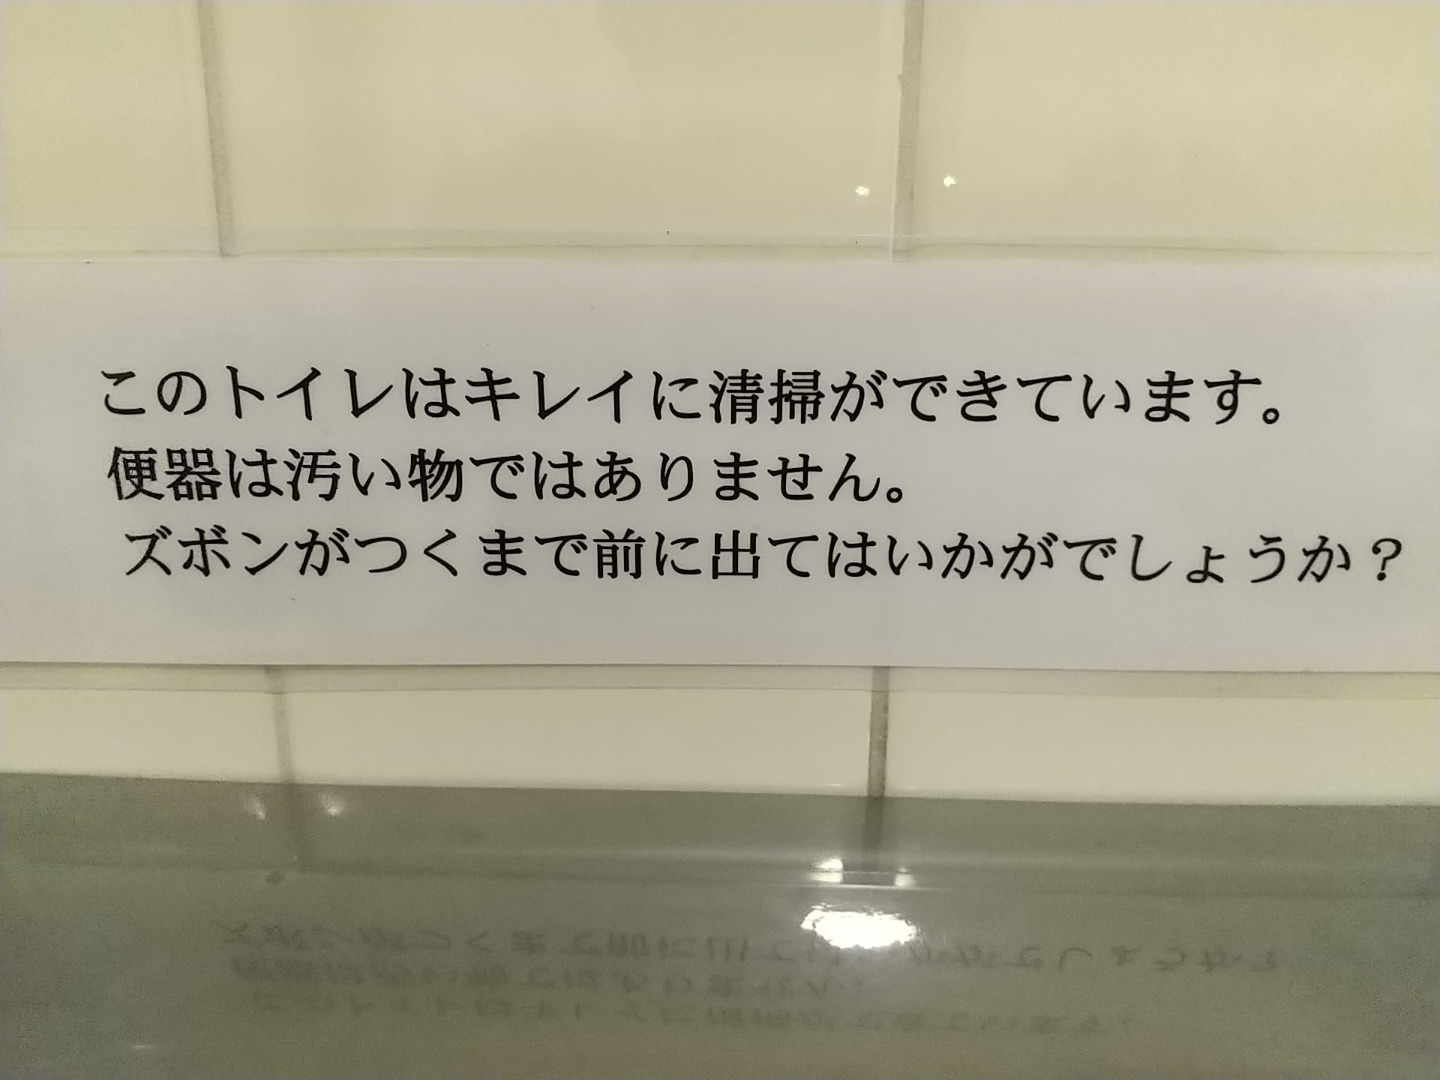 このトイレはキレイに清掃ができています。
便器は汚い物ではありません。
ズボンがつくまで前に出てはいかがでしょうか？